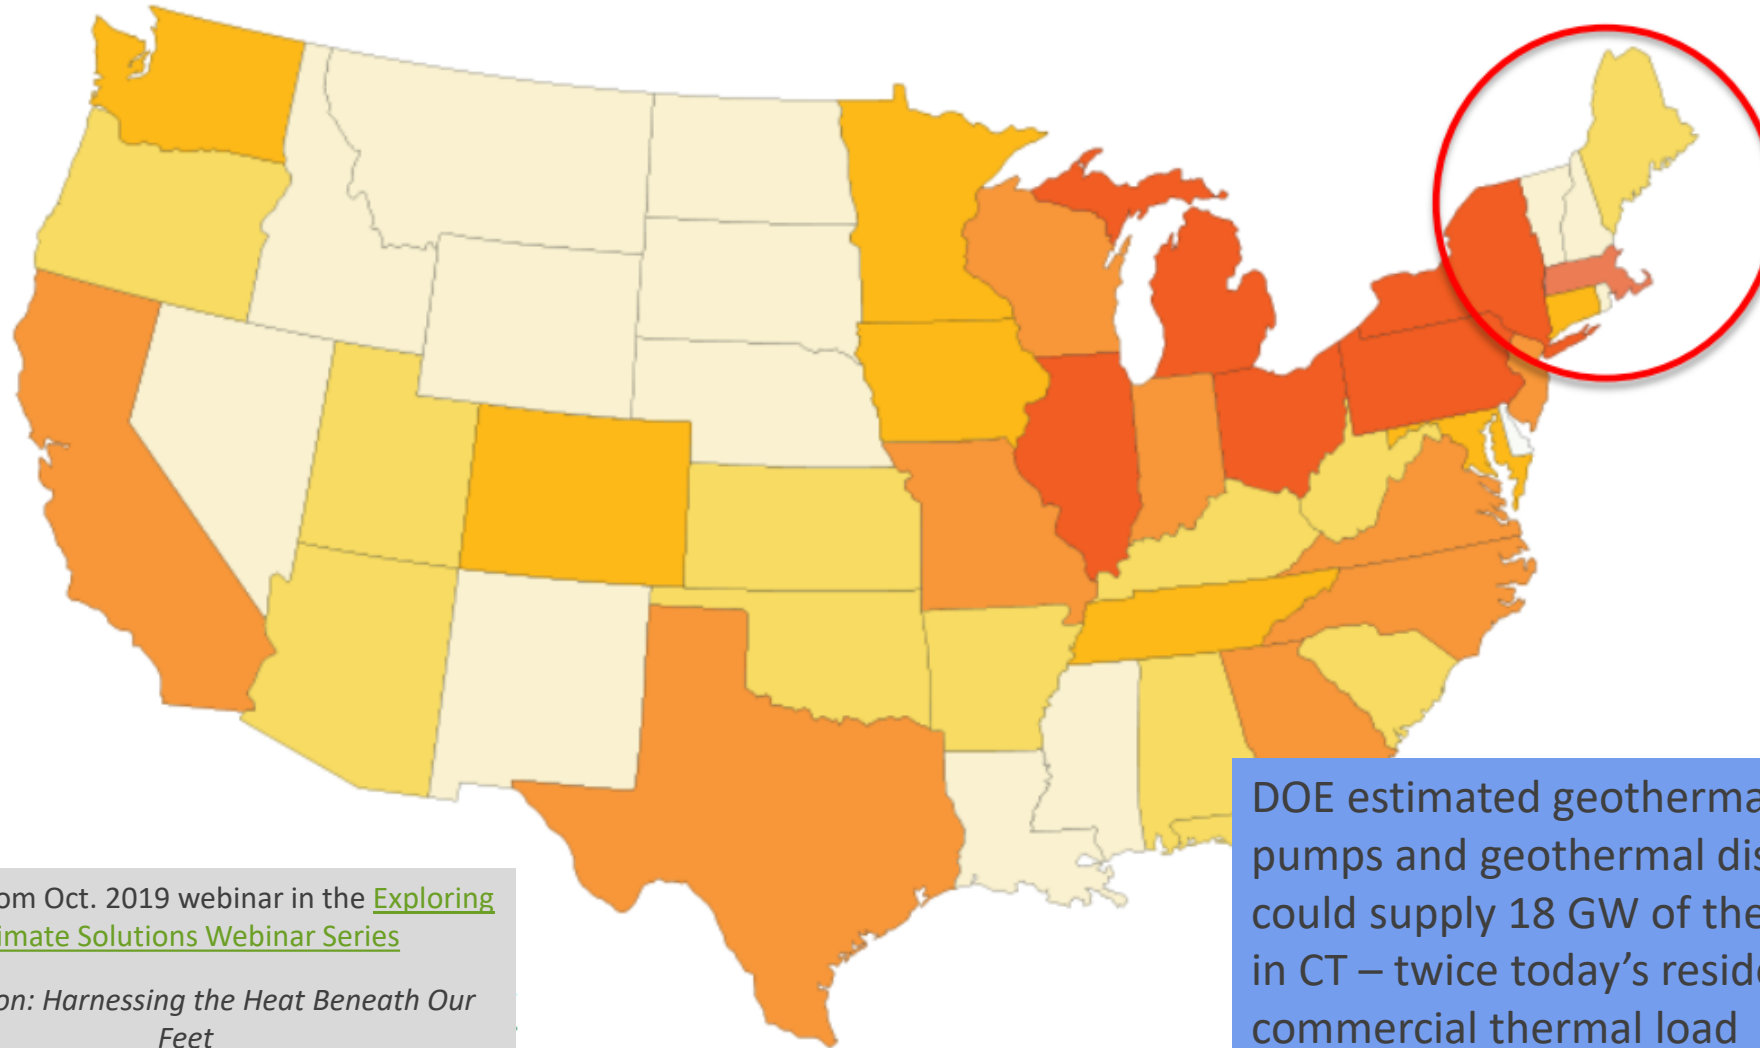 om Oct. 2019 webinar in the Exploring
imate Solutions Webinar Series
on: Harnessing the Heat Beneath Our
Feet
DOE estimated geotherma
pumps and geothermal dis
could supply 18 GW of the
in CT – twice today's reside
commercial thermal load